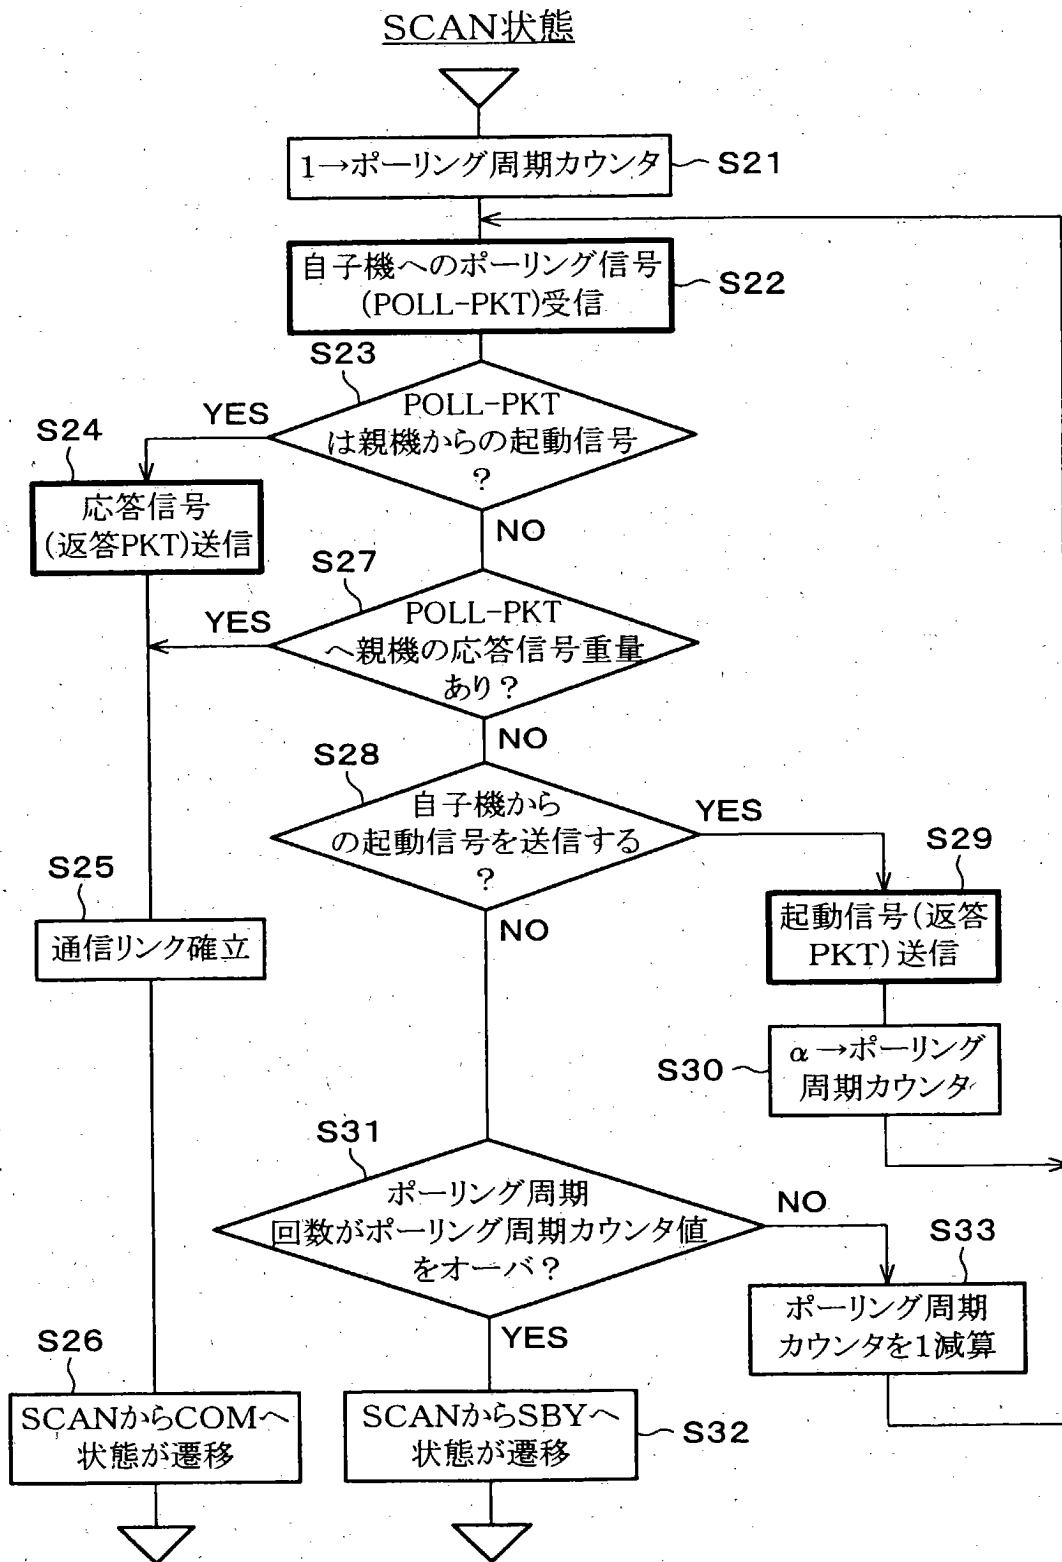 SCAN状態
1→ポーリング周期カウンタ
S21
自子機へのポーリング信号
(POLL-PKT)受信
S22
S23
POLL-PKT
は親機からの起動信号
?
YES
NO
S24
応答信号
(返答PKT)送信
S27
POLL-PKT
へ親機の応答信号重量
あり?
YES
NO
S28
自子機から
の起動信号を送信する
?
YES
NO
S29
起動信号(返答
PKT)送信
S25
通信リンク確立
S30
α→ポーリング
周期カウンタ
S31
ポーリング周期
回数がポーリング周期カウンタ値
をオーバ?
NO
YES
S33
ポーリング周期
カウンタを1減算
S26
SCANからCOMへ
状態が遷移
SCANからSBYへ
状態が遷移
S32